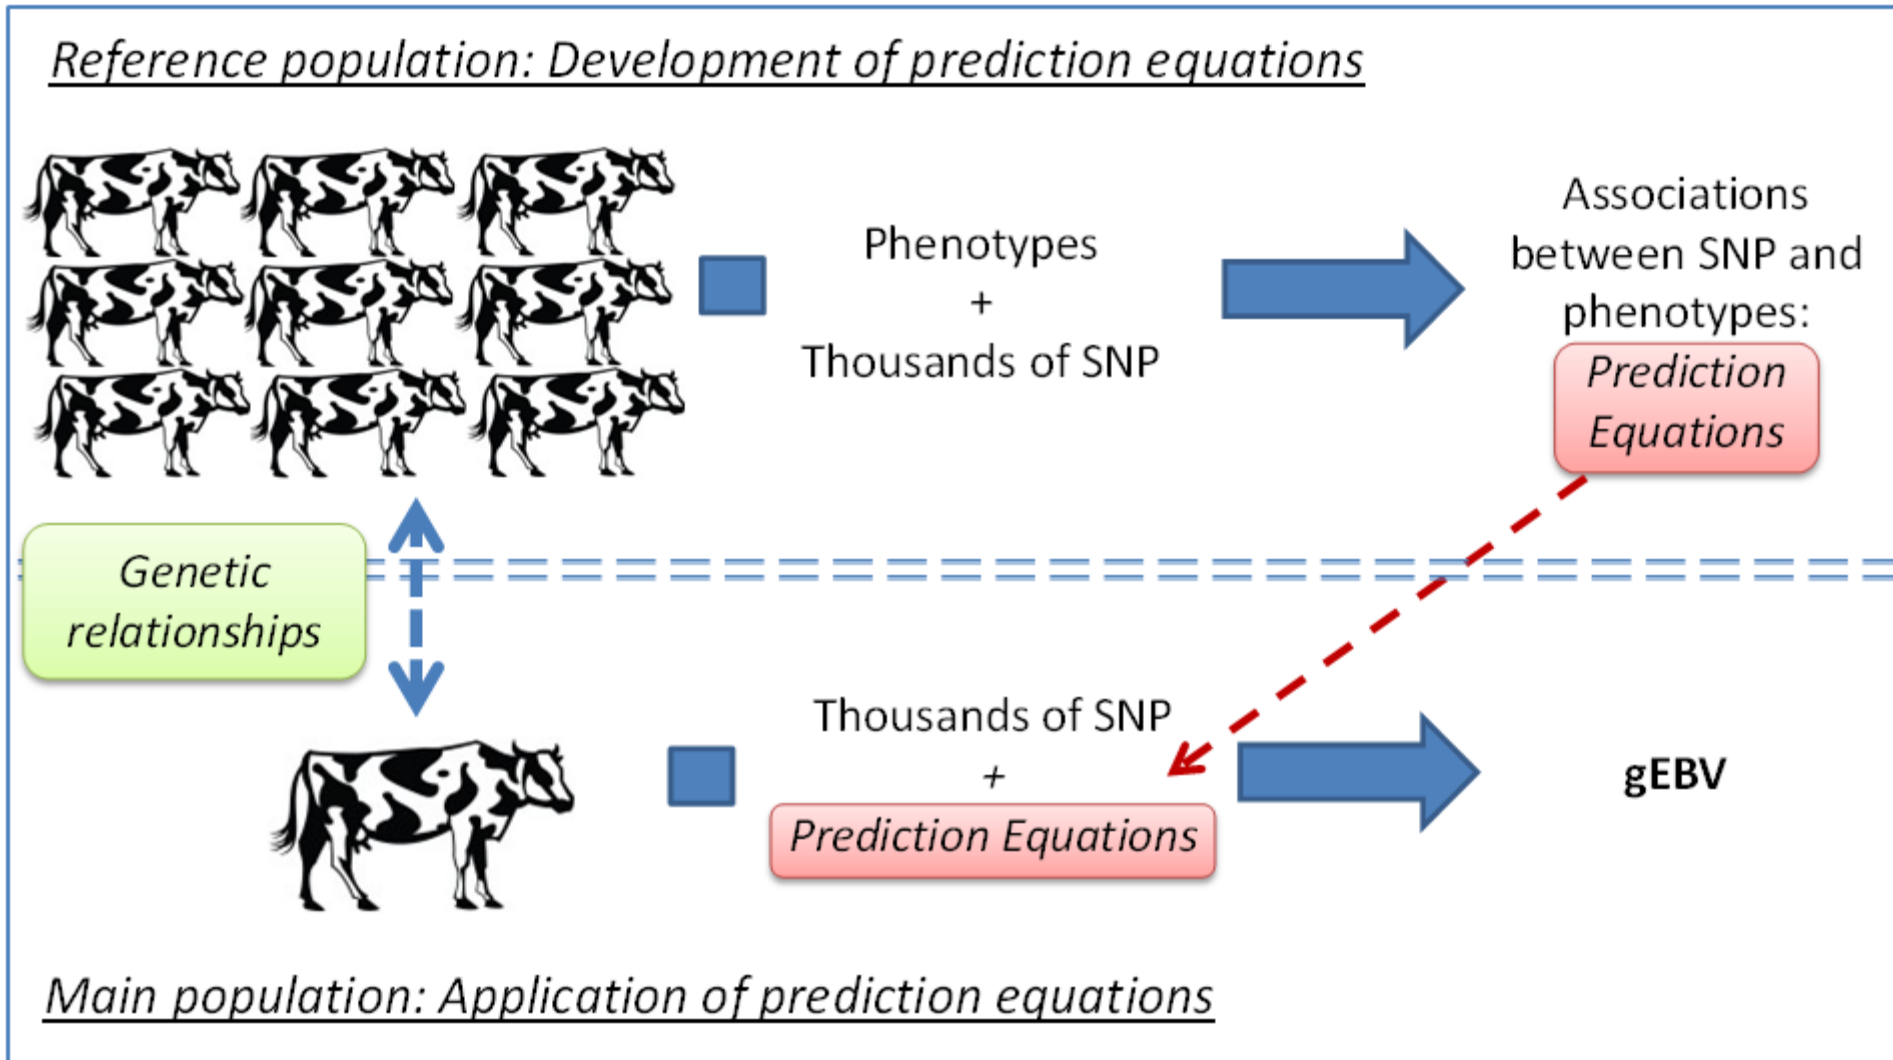 Reference population: Development of prediction equations
Phenotypes
+
Thousands of SNP
Associations
between SNP and
phenotypes:
Prediction
Equations
Genetic
relationships
Thousands of SNP
+
Prediction Equations
gEBV
Main population: Application of prediction equations